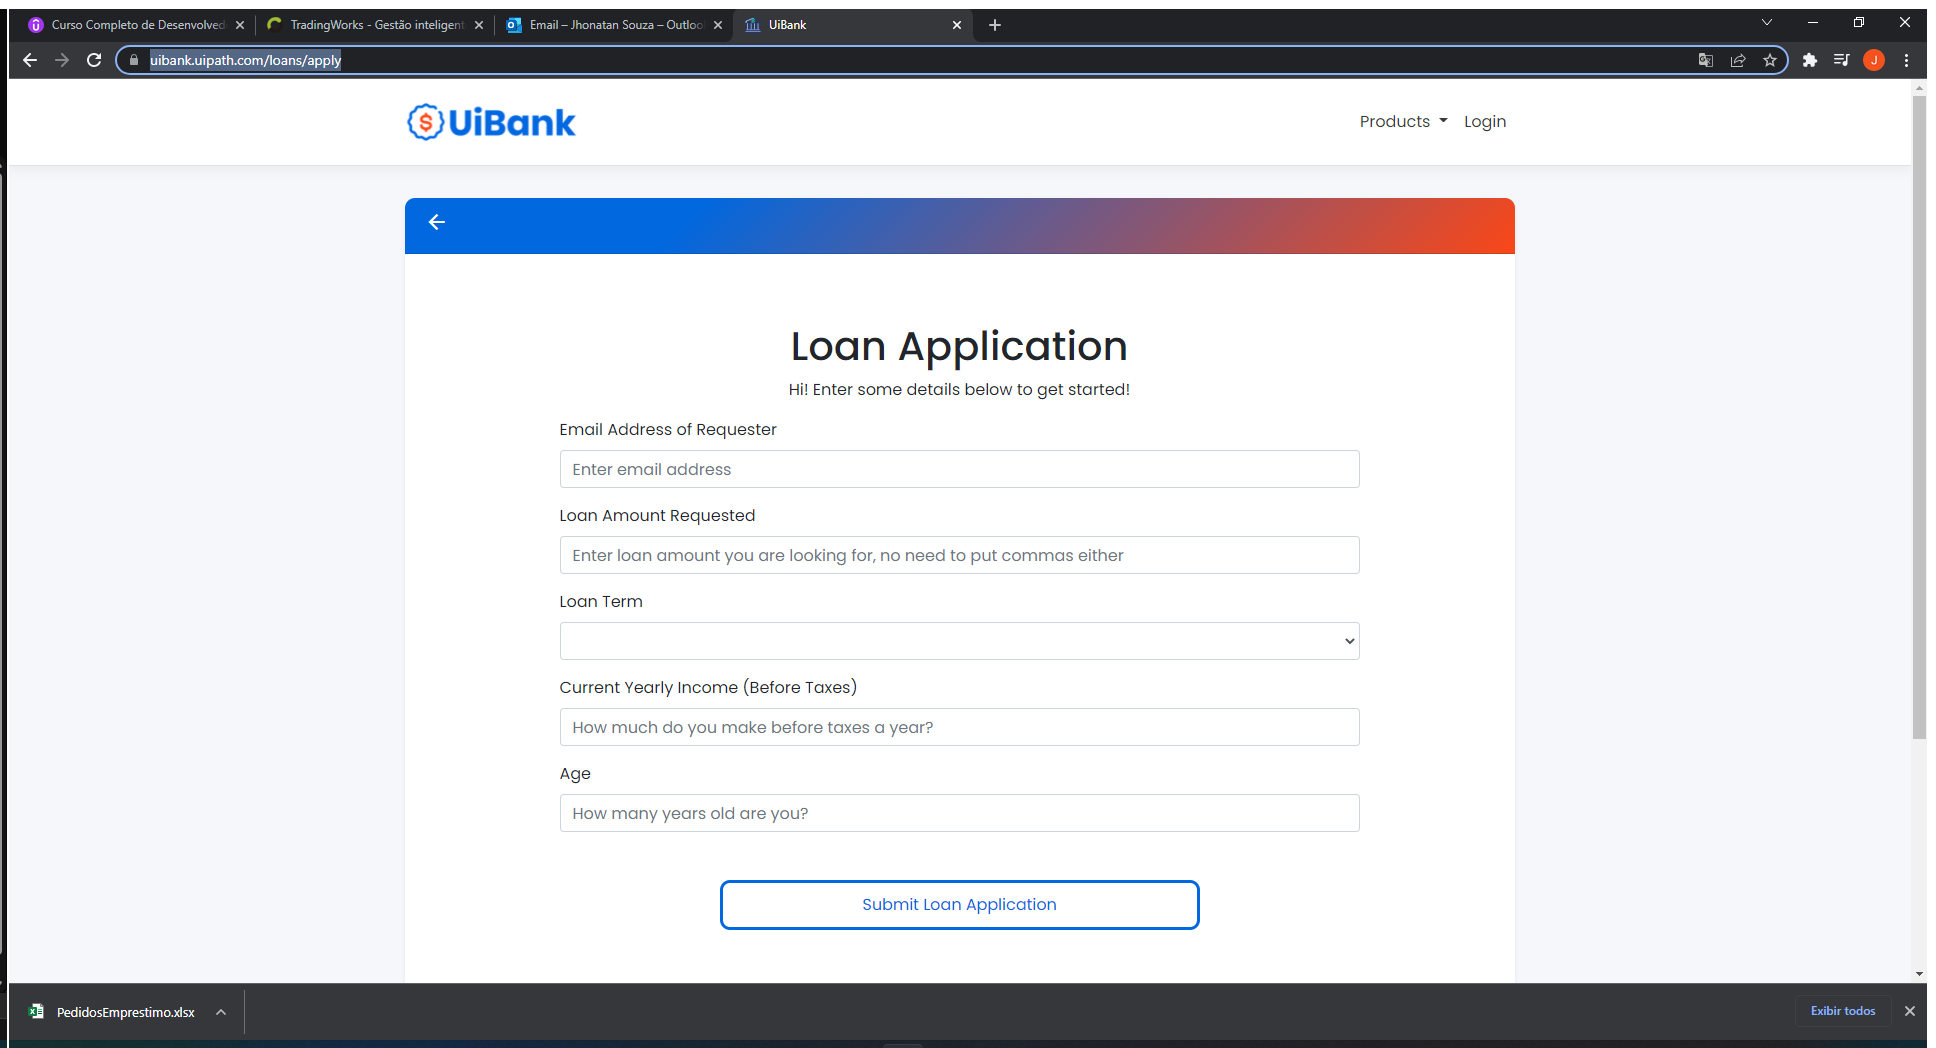 Curso Completo de Desenvolved
TradingWorks - Gestão inteligent
Email – Jhonatan Souza – Outloo
UiBank
uibank.uipath.com/loans/apply
J
UiBank
Products
Login
Loan Application
Hi! Enter some details below to get started!
Email Address of Requester
Enter email address
Loan Amount Requested
Enter loan amount you are looking for, no need to put commas either
Loan Term
Current Yearly Income (Before Taxes)
How much do you make before taxes a year?
Age
How many years old are you?
Submit Loan Application
PedidosEmprestimo.xlsx
Exibir todos